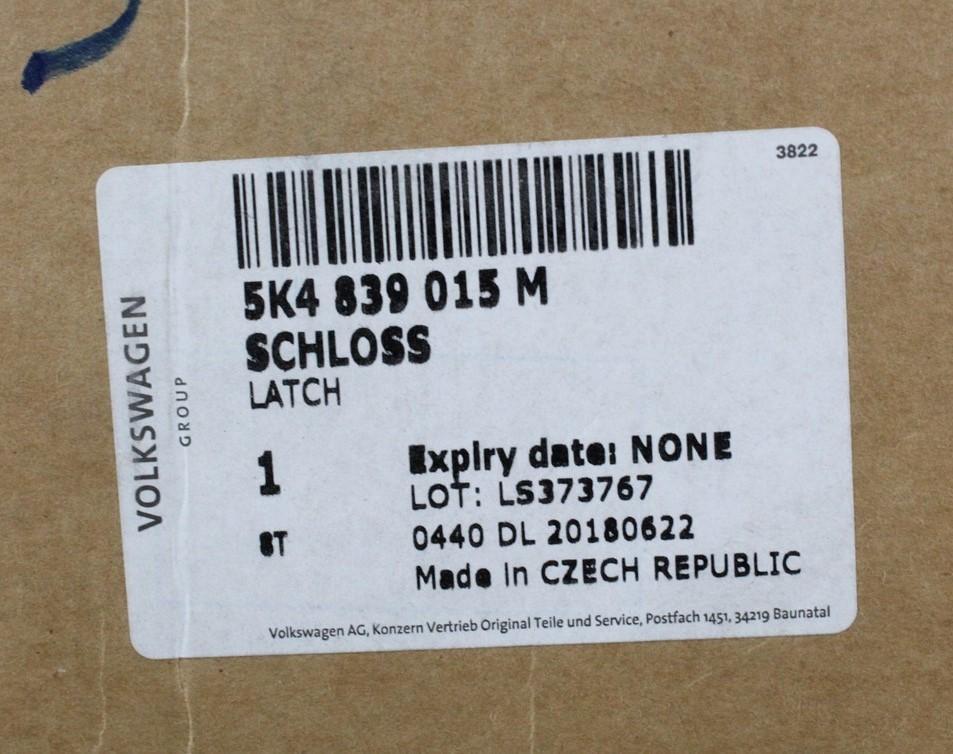 3822
5K4 839 015 M
SCHLOSS
LATCH
VOLKSWAGEN
GROUP
1
ST
Expiry date: NONE
LOT: LS373767
0440 DL 20180622
Made in CZECH REPUBLIC
Volkswagen AG, Konzern Vertrieb Original Teile und Service, Postfach 1451, 34219 Baunatal